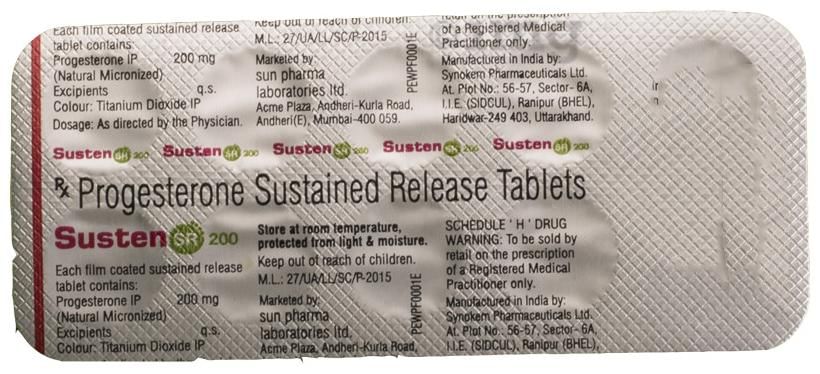 Each film coated sustained release
tablet contains:
Progesterone IP 200 mg
(Natural Micronized)
Excipients q.s.
Colour: Titanium Dioxide IP
Dosage: As directed by the Physician.
Keep out of reach of children.
M.L.: 27/UA/LL/SC/P-2015
Marketed by:
sun pharma
laboratories ltd.
Acme Plaza, Andheri-Kurla Road,
Andheri(E), Mumbai-400 059.
PEWPF0001E
retail on the prescription
of a Registered Medical
Practitioner only.
Manufactured in India by:
Synokem Pharmaceuticals Ltd.
At. Plot No.: 56-57, Sector- 6A,
I.I.E. (SIDCUL), Ranipur (BHEL),
Haridwar-249 403, Uttarakhand.
Susten SR 200 Susten SR 200 Susten SR 200 Susten SR 200 Susten SR 200
Rx Progesterone Sustained Release Tablets
Susten SR 200
Each film coated sustained release
tablet contains:
Progesterone IP 200 mg
(Natural Micronized)
Excipients q.s.
Colour: Titanium Dioxide IP
Store at room temperature,
protected from light & moisture.
Keep out of reach of children.
M.L.: 27/UA/LL/SC/P-2015
Marketed by:
sun pharma
laboratories ltd.
Acme Plaza, Andheri-Kurla Road,
PEWPF0001E
SCHEDULE ' H ' DRUG
WARNING: To be sold by
retail on the prescription
of a Registered Medical
Practitioner only.
Manufactured in India by:
Synokem Pharmaceuticals Ltd.
At. Plot No.: 56-57, Sector- 6A,
I.I.E. (SIDCUL), Ranipur (BHEL),